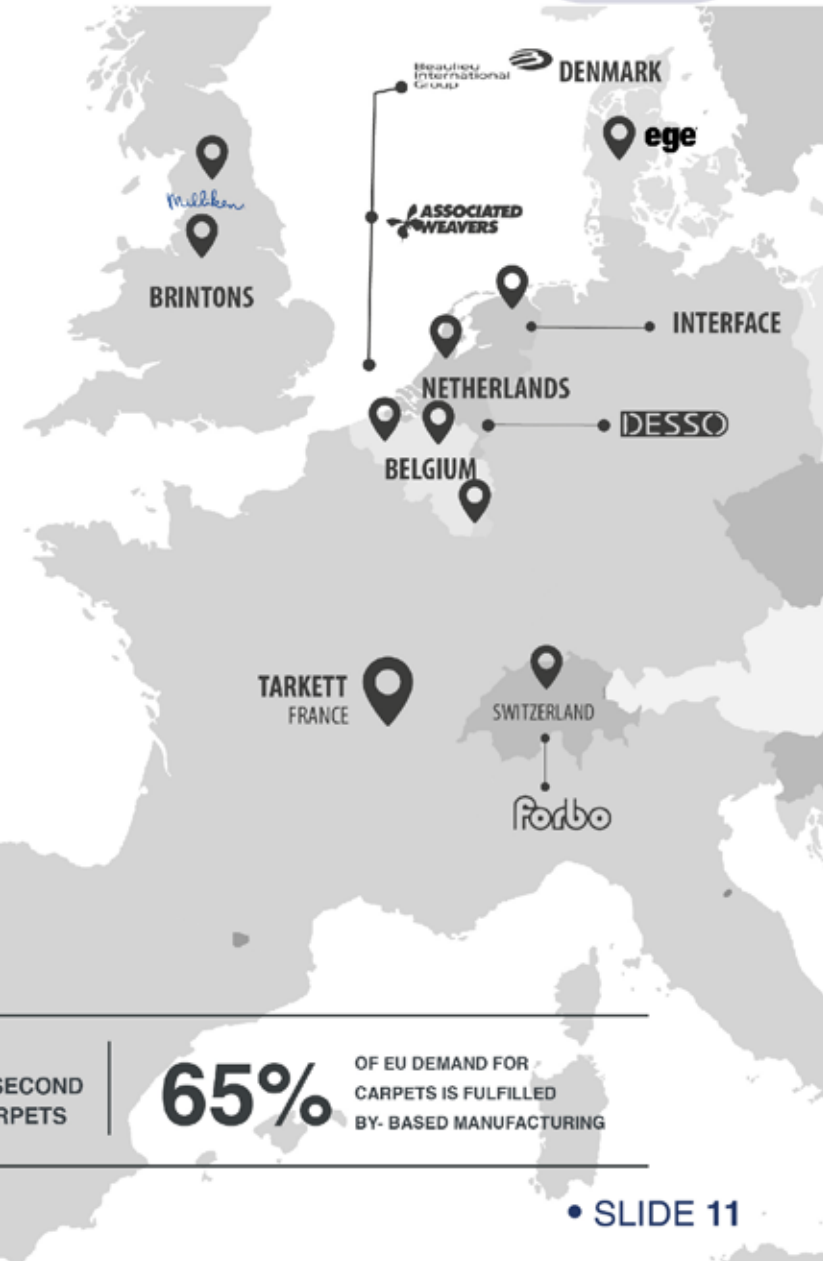 Beaulieu
International
Group
DENMARK
ege
Milliken
ASSOCIATED
WEAVERS
BRINTONS
INTERFACE
NETHERLANDS
DESSO
BELGIUM
TARKETT
FRANCE
SWITZERLAND
forbo
SECOND
RPETS
65%
OF EU DEMAND FOR
CARPETS IS FULFILLED
BY- BASED MANUFACTURING
• SLIDE 11